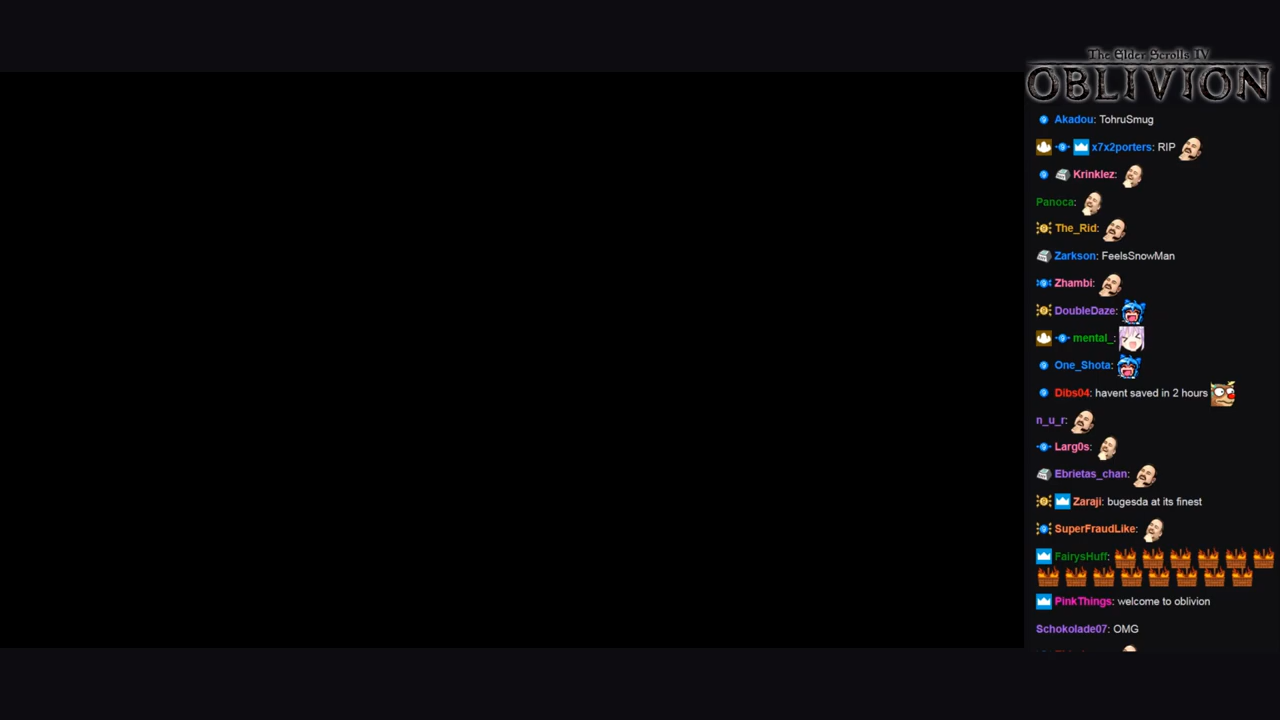 The Elder Scrolls IV
OBLIVION
Akadou: TohruSmug
x7x2porters: RIP
Krinklez:
Panoca:
The_Rid:
Zarkson: FeelsSnowMan
Zhambi:
DoubleDaze:
mental_:
One_Shota:
Dibs04: havent saved in 2 hours
n_u_r:
Larg0s:
Ebrietas_chan:
Zaraji: bugesda at its finest
SuperFraudLike:
FairysHuff:
PinkThings: welcome to oblivion
Schokolade07: OMG